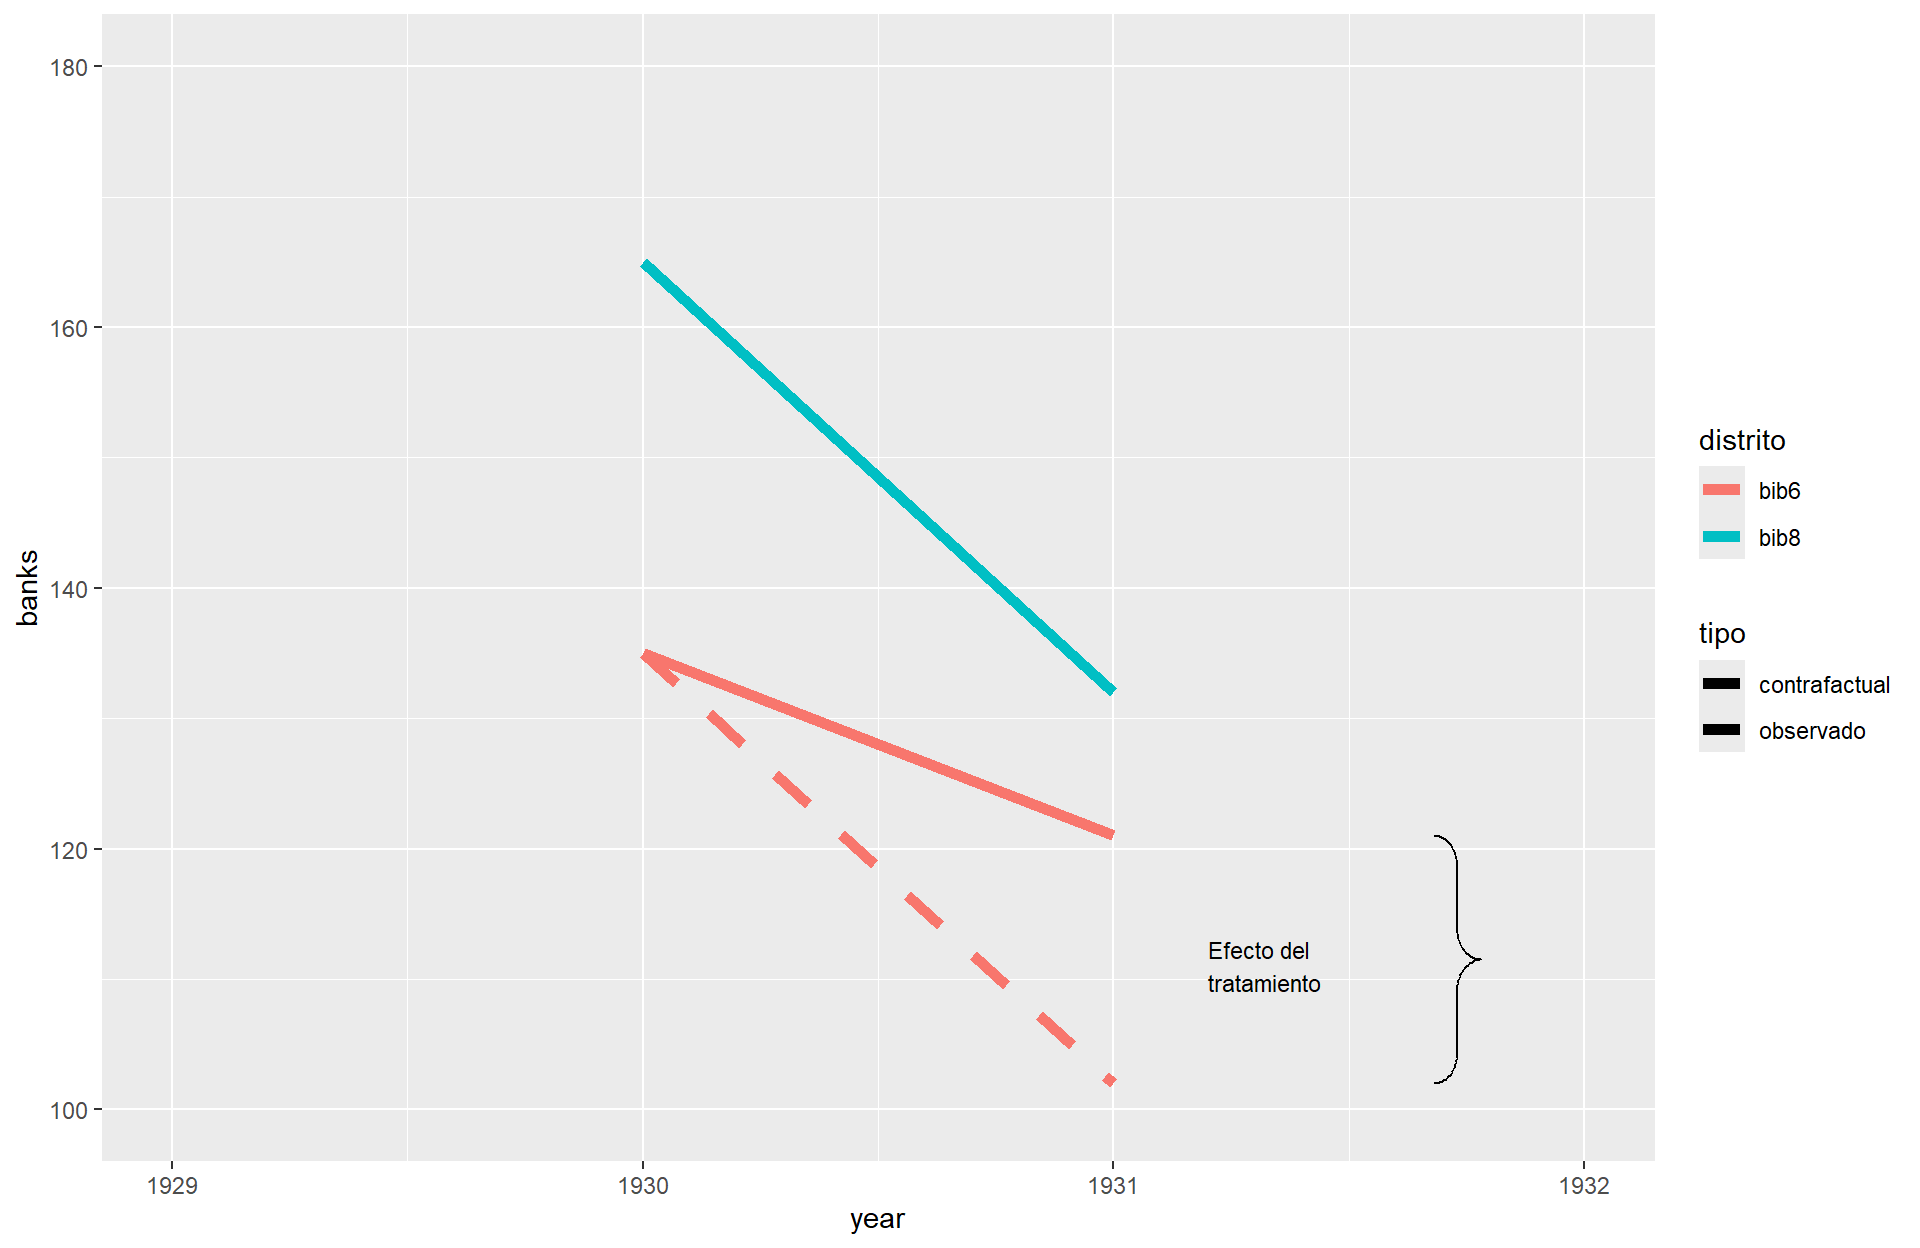 180
160
140
120
100
banks
1929
1930
1931
1932
year
Efecto del
tratamiento
distrito
bib6
bib8
tipo
contrafactual
observado